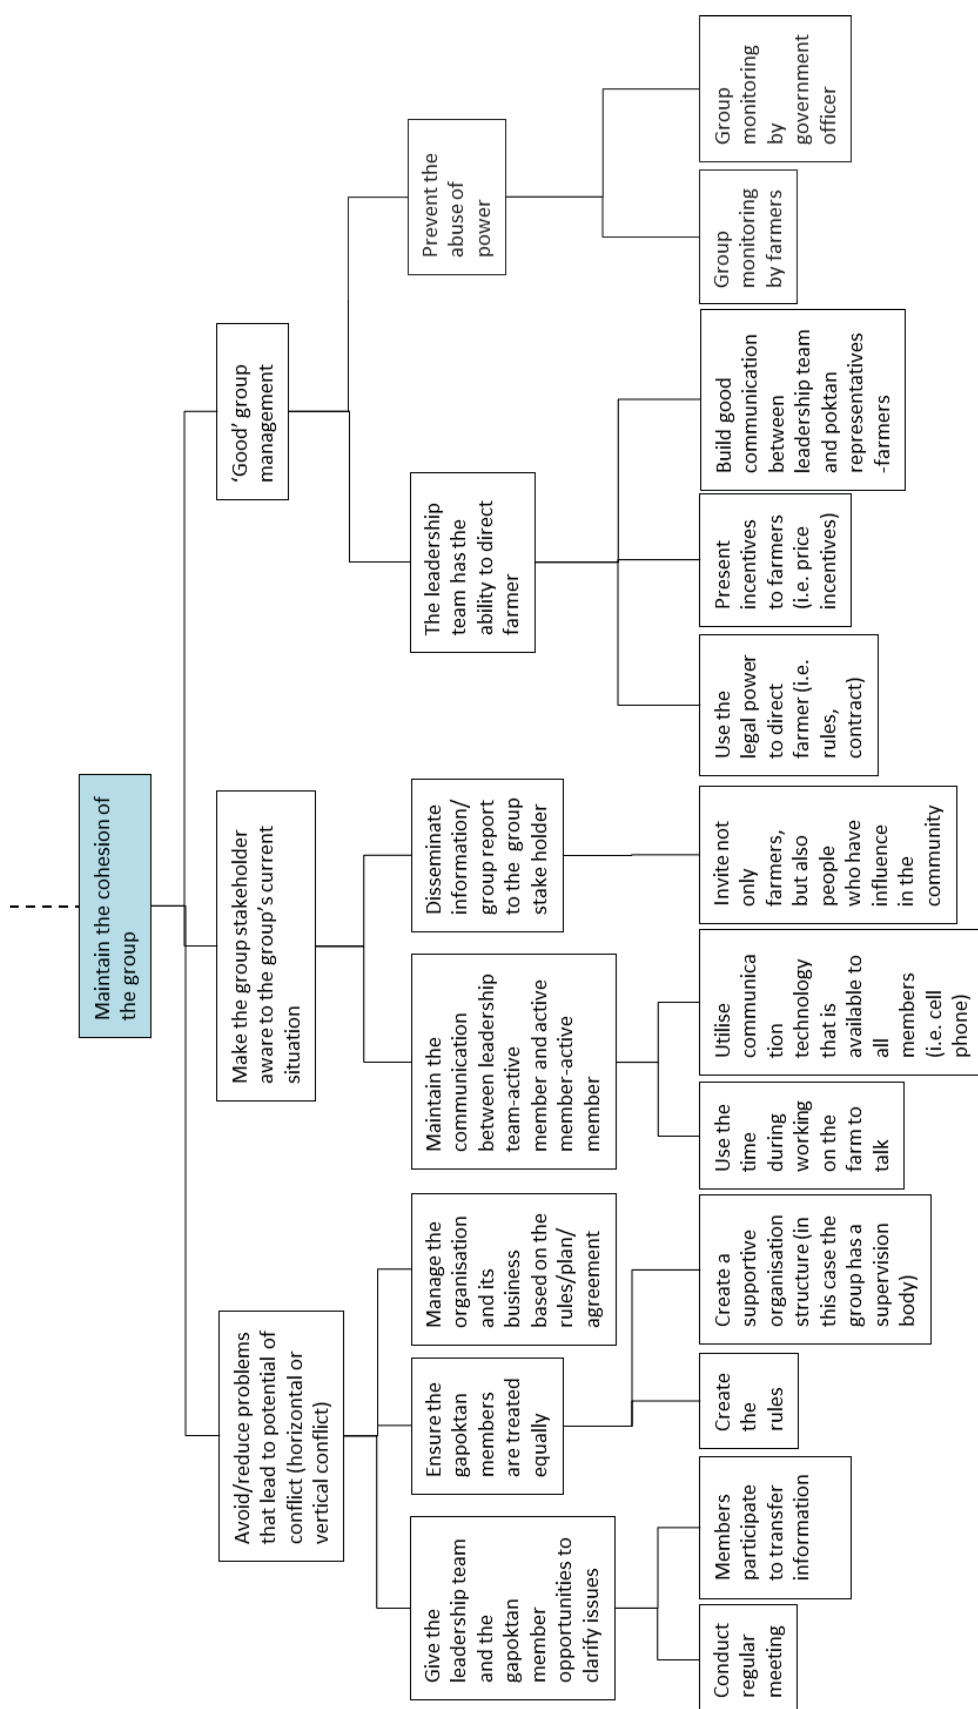 Maintain the cohesion of
the group
Avoid/reduce problems
that lead to potential of
conflict (horizontal or
vertical conflict)
Make the group stakeholder
aware to the group's current
situation
‘Good’ group
management
Give the
leadership team
and the
gapoktan
member
opportunities to
clarify issues
Ensure the
gapoktan
members
are treated
equally
Manage the
organisation
and its
business
based on the
rules/plan/
agreement
Maintain the
communication
between leadership
team-active
member and active
member-active
member
Disseminate
information/
group report
to the group
stake holder
The leadership
team has the
ability to direct
farmer
Prevent the
abuse of
power
Conduct
regular
meeting
Members
participate
to transfer
information
Create
the
rules
Create a
supportive
organisation
structure (in
this case the
group has a
supervision
body)
Use the
time
during
working
on the
farm to
talk
Utilise
communica
tion
technology
that is
available to
all
members
(i.e. cell
phone)
Invite not
only
farmers,
but also
people
who have
influence
in the
community
Use the
legal power
to direct
farmer (i.e.
rules,
contract)
Present
incentives
to farmers
(i.e. price
incentives)
Build good
communication
between
leadership team
and poktan
representatives
-farmers
Group
monitoring
by farmers
Group
monitoring
by
government
officer